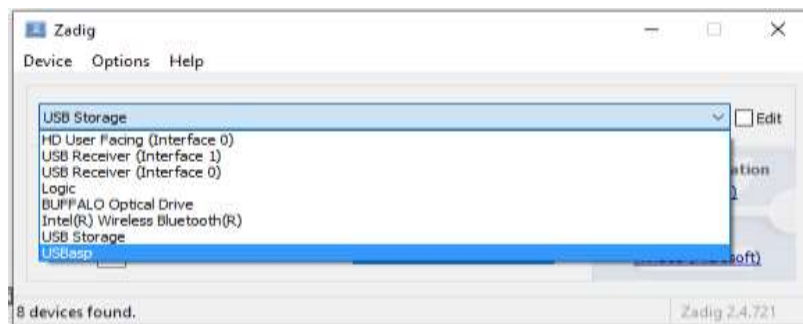 Zadig
Device Options Help
USB Storage
Edit
HD User Facing (Interface 0)
USB Receiver (Interface 1)
USB Receiver (Interface 0)
Logic
BUFFALO Optical Drive
Intel(R) Wireless Bluetooth(R)
USB Storage
USBasp
8 devices found.
Zadig 2.4.721